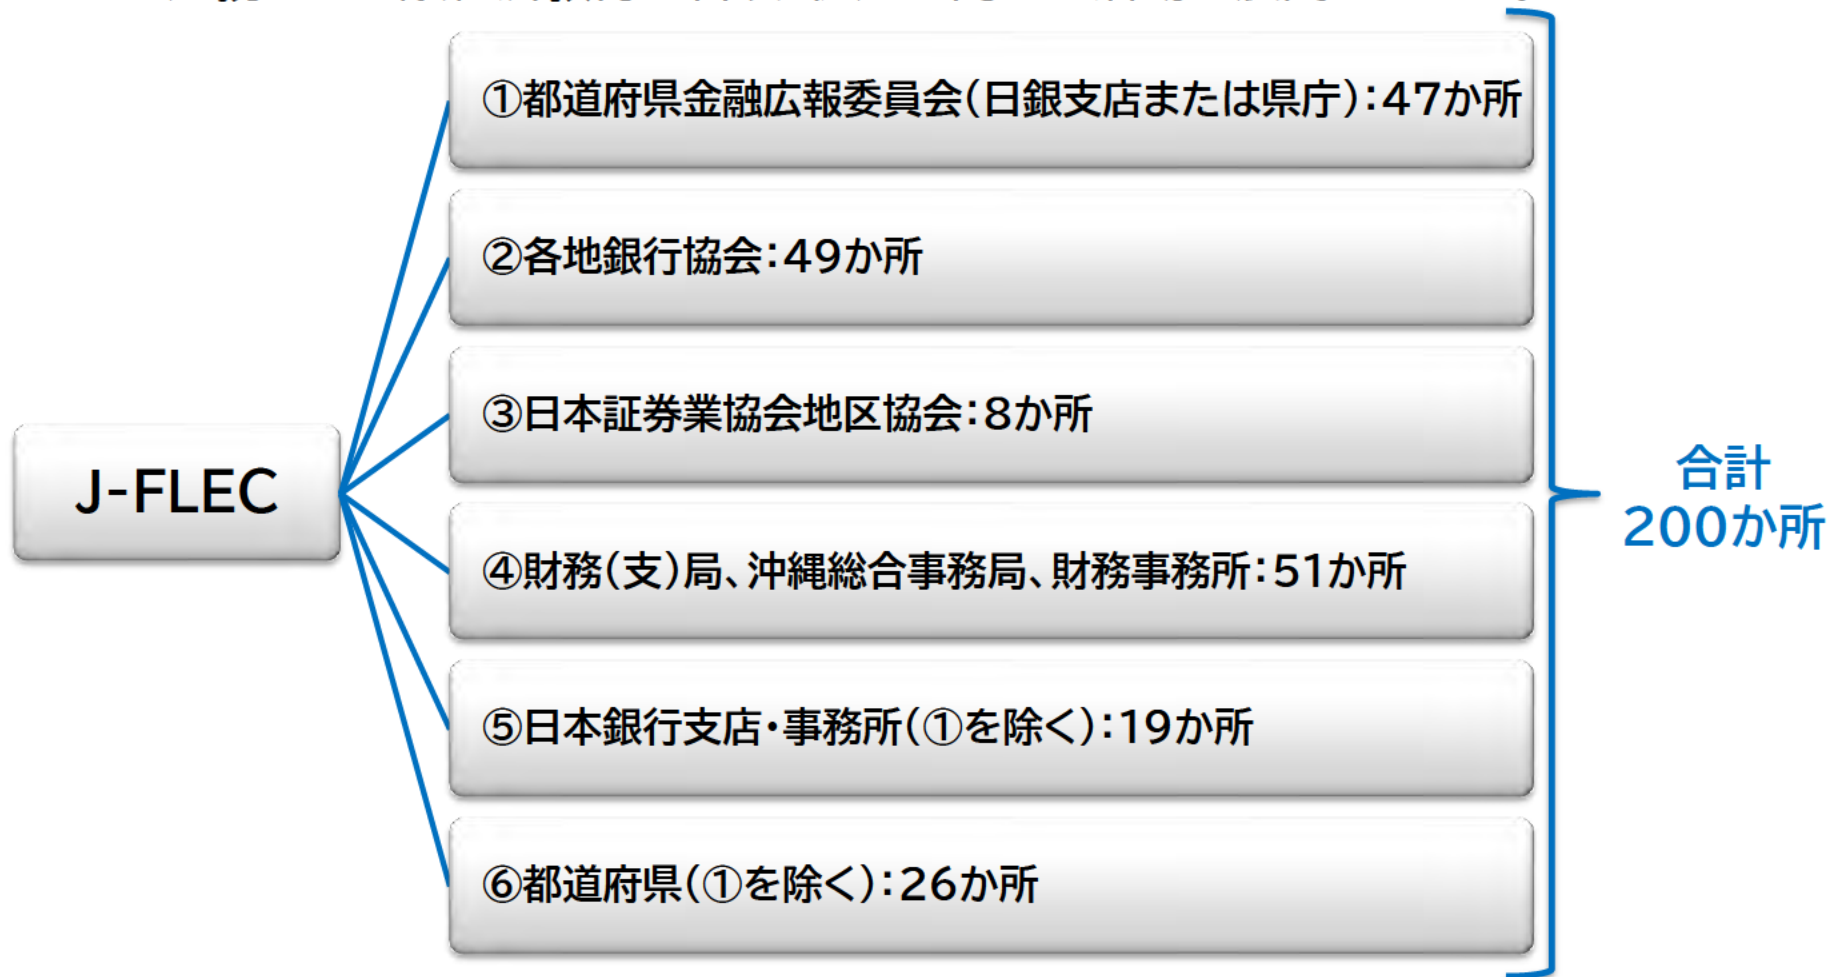 ①都道府県金融広報委員会(日銀支店または県庁):47か所
②各地銀行協会:49か所
③日本証券業協会地区協会:8か所
J-FLEC
④財務(支)局、沖縄総合事務局、財務事務所:51か所
⑤日本銀行支店・事務所(①を除く):19か所
⑥都道府県(①を除く):26か所
合計
200か所